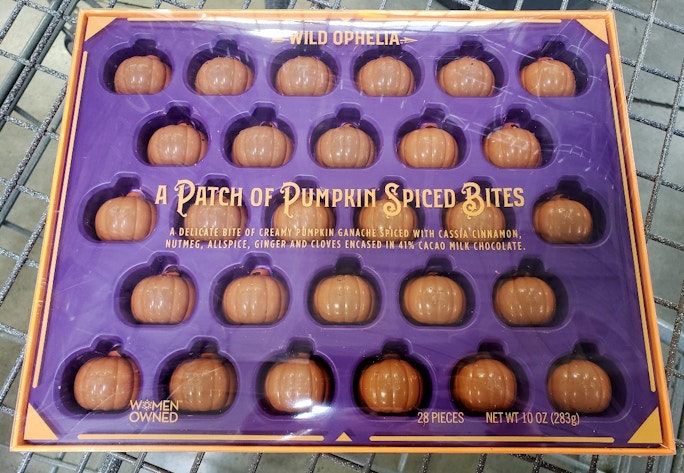 WILD OPHELIA
A PATCH OF PUMPKIN SPICED BITES
A DELICATE BITE OF CREAMY PUMPKIN GANACHE SPICED WITH CASSIA CINNAMON,
NUTMEG, ALLSPICE, GINGER AND CLOVES ENCASED IN 41% CACAO MILK CHOCOLATE.
WOMEN
OWNED
28 PIECES NET WT 10 OZ (283g)